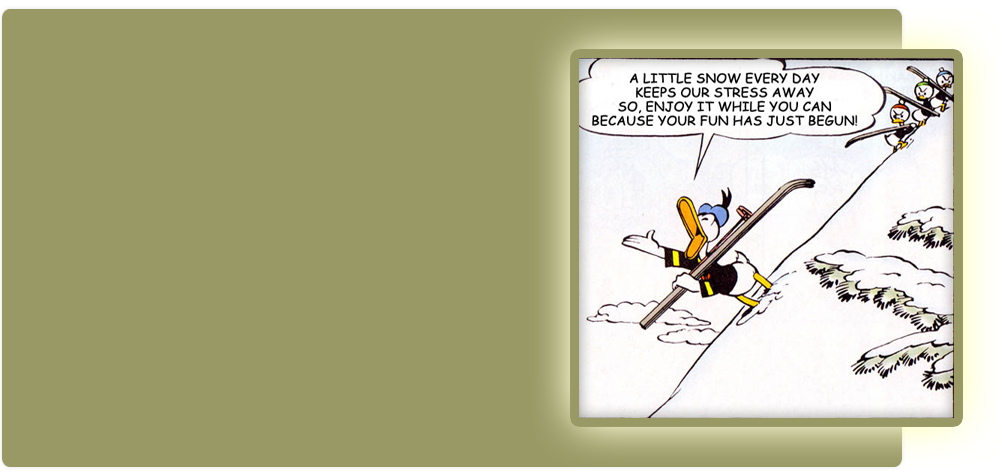 A LITTLE SNOW EVERY DAY
KEEPS OUR STRESS AWAY
SO, ENJOY IT WHILE YOU CAN
BECAUSE YOUR FUN HAS JUST BEGUN!